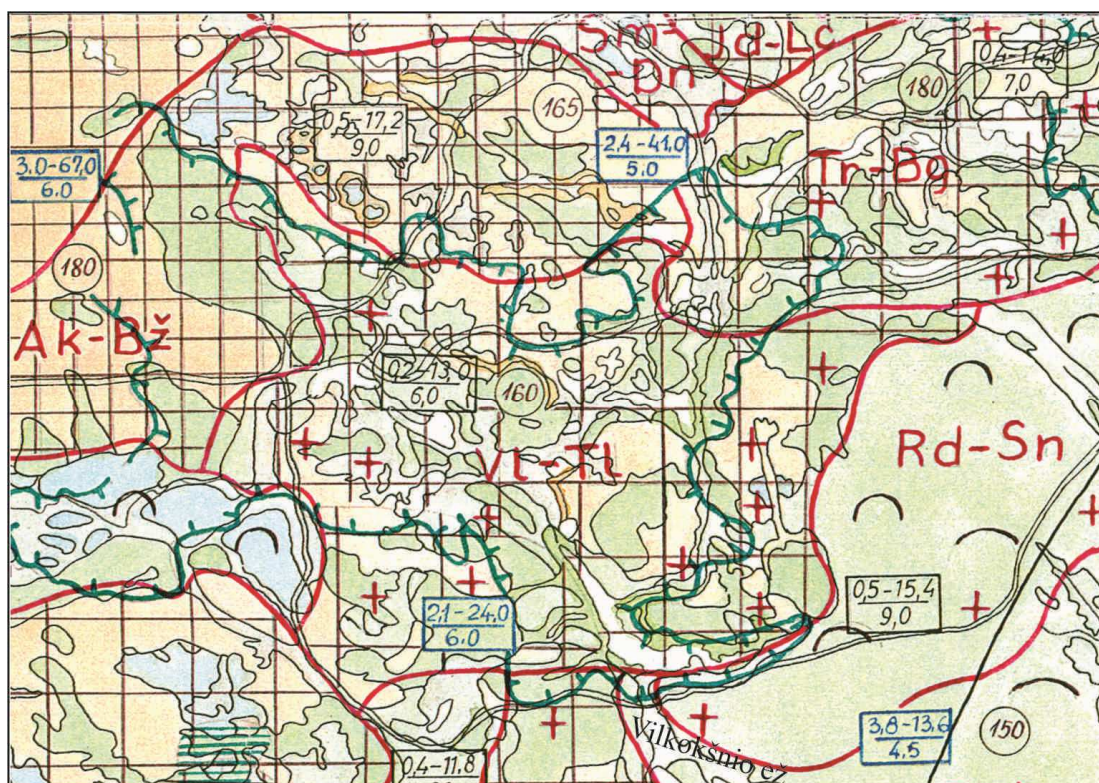 Sm-
-Dn
Jd-Lc
0,4-12,0
7,0
180
165
0,5-17,2
9,0
2,4-41,0
5,0
3,0-67,0
6,0
Tr-Bg
180
Ak-Bž
0,2-13,0
6,0
160
Vl-Tl
Rd-Sn
0,5-15,4
9,0
2,1-24,0
6,0
3,8-13,6
4,5
150
Vilkokšnio ež
0,4-11,8